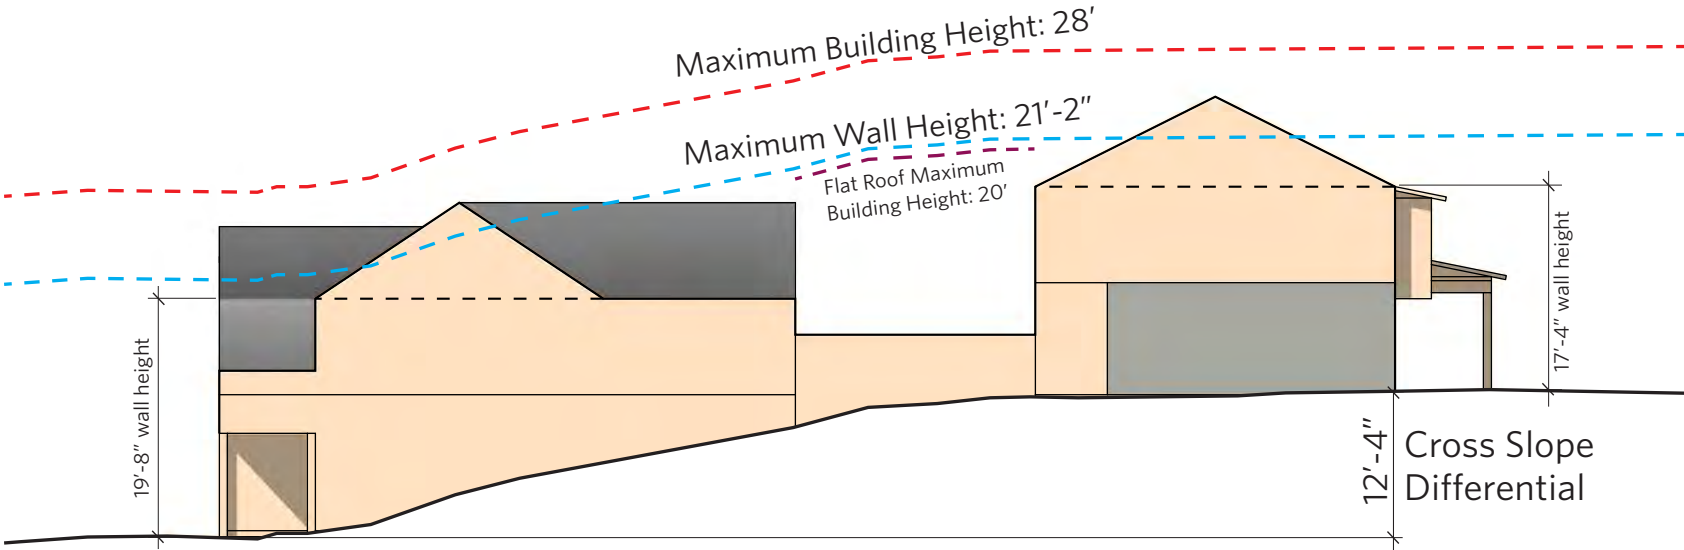 Maximum Building Height: 28′
Maximum Wall Height: 21′-2″
Flat Roof Maximum
Building Height: 20′
19′-8″ wall height
17′-4″ wall height
12′-4″
Cross Slope
Differential